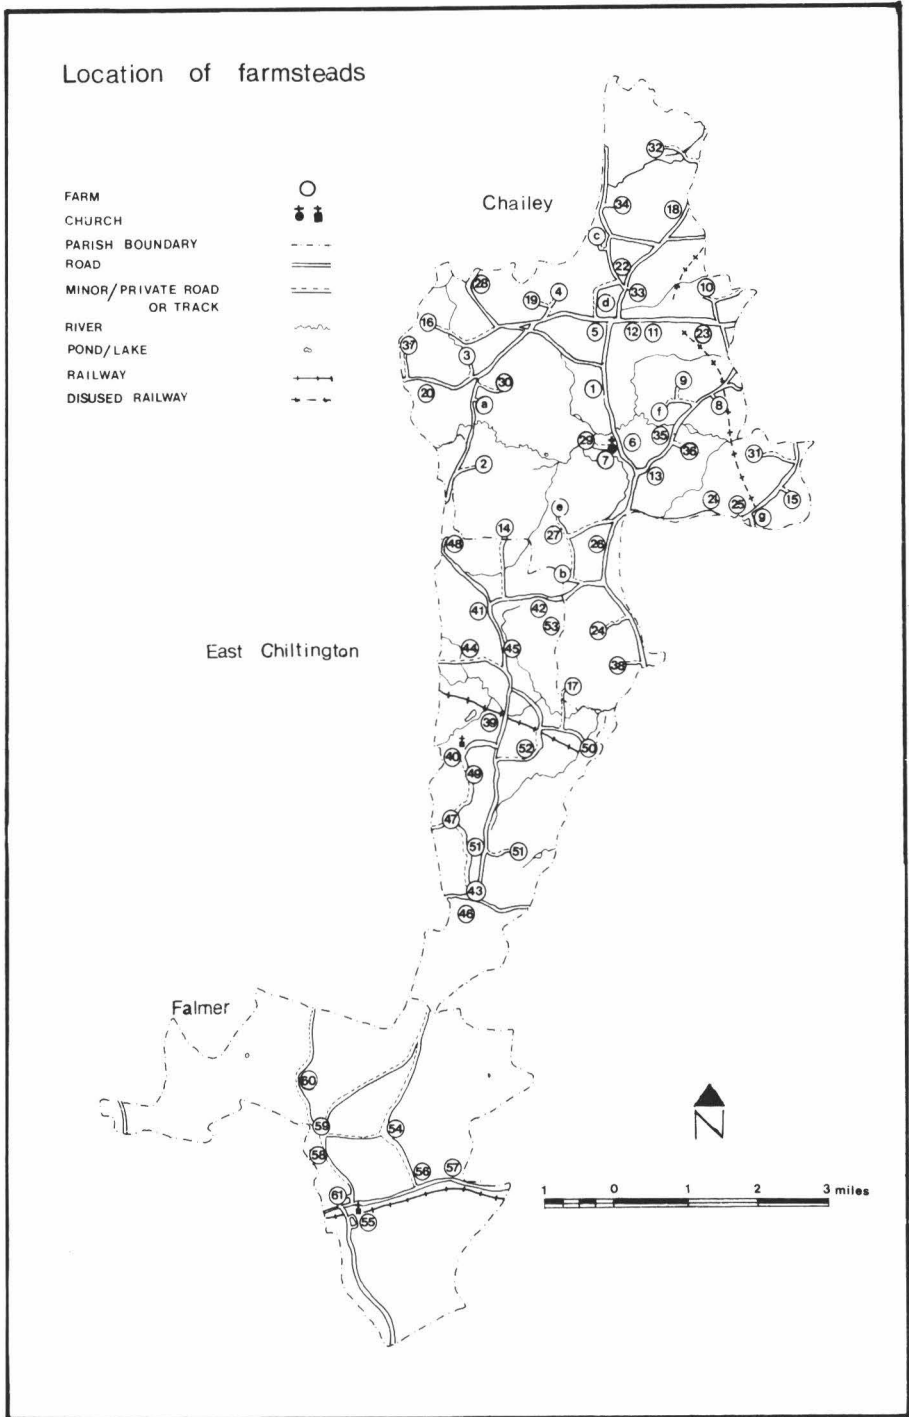 Location of farmsteads
FARM
CHURCH
PARISH BOUNDARY
ROAD
MINOR/PRIVATE ROAD
OR TRACK
RIVER
POND/LAKE
RAILWAY
DISUSED RAILWAY
Chailey
32
34
18
c
22
28
4
19
d
33
10
16
5
12
11
23
37
3
30
1
9
20
a
f
8
29
6
35
7
36
31
2
13
e
21
25
15
9
14
27
48
26
b
41
42
53
24
East Chiltington
44
45
38
17
39
40
52
50
49
47
51
51
43
46
Falmer
60
59
54
58
56
57
61
55
N
1 0 1 2 3 miles